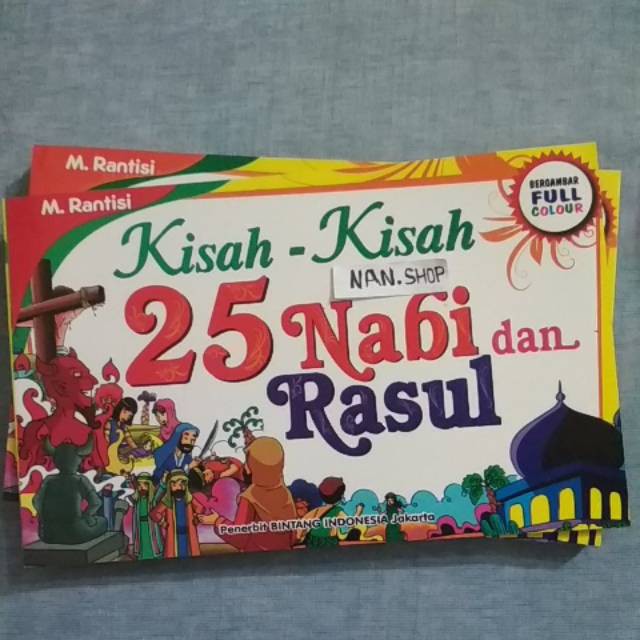 M. Rantisi
M. Rantisi
BERGAMBAR
FULL
COLOUR
Kisah - Kisah
NAN.SHOP
25 Nabi dan
Rasul
Penerbit BINTANG INDONESIA Jakarta